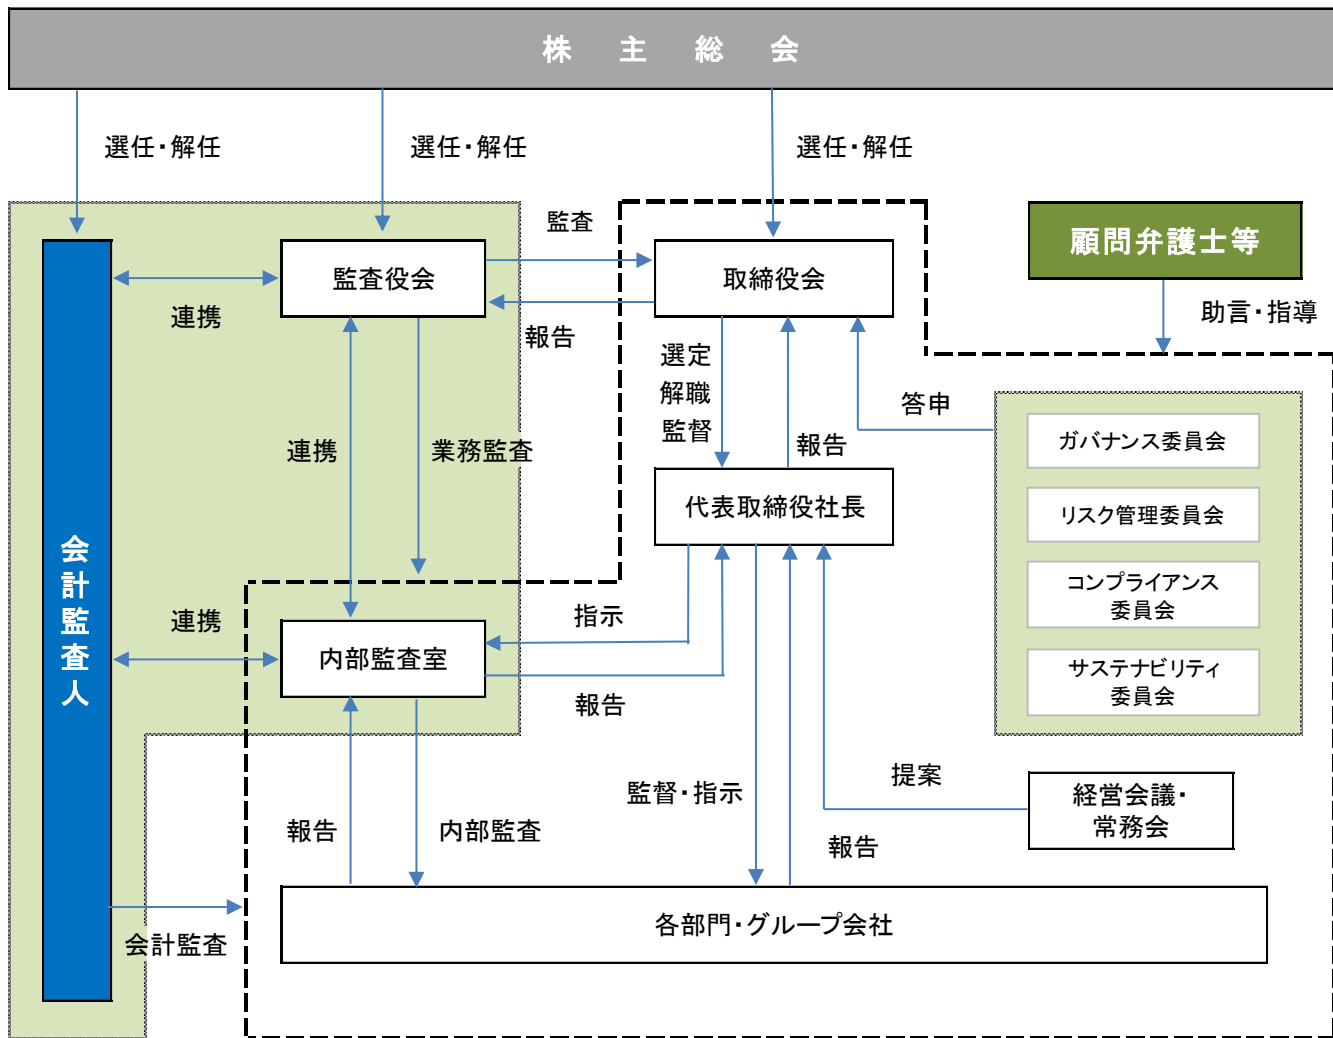 株主総会
選任・解任
選任・解任
選任・解任
監査
顧問弁護士等
監査役会
取締役会
連携
報告
助言・指導
選定
解職
監督
答申
連携
業務監査
報告
ガバナンス委員会
代表取締役社長
リスク管理委員会
会計監査人
コンプライアンス
委員会
連携
指示
内部監査室
サステナビリティ
委員会
報告
監督・指示
提案
経営会議・
常務会
報告
内部監査
報告
各部門・グループ会社
会計監査